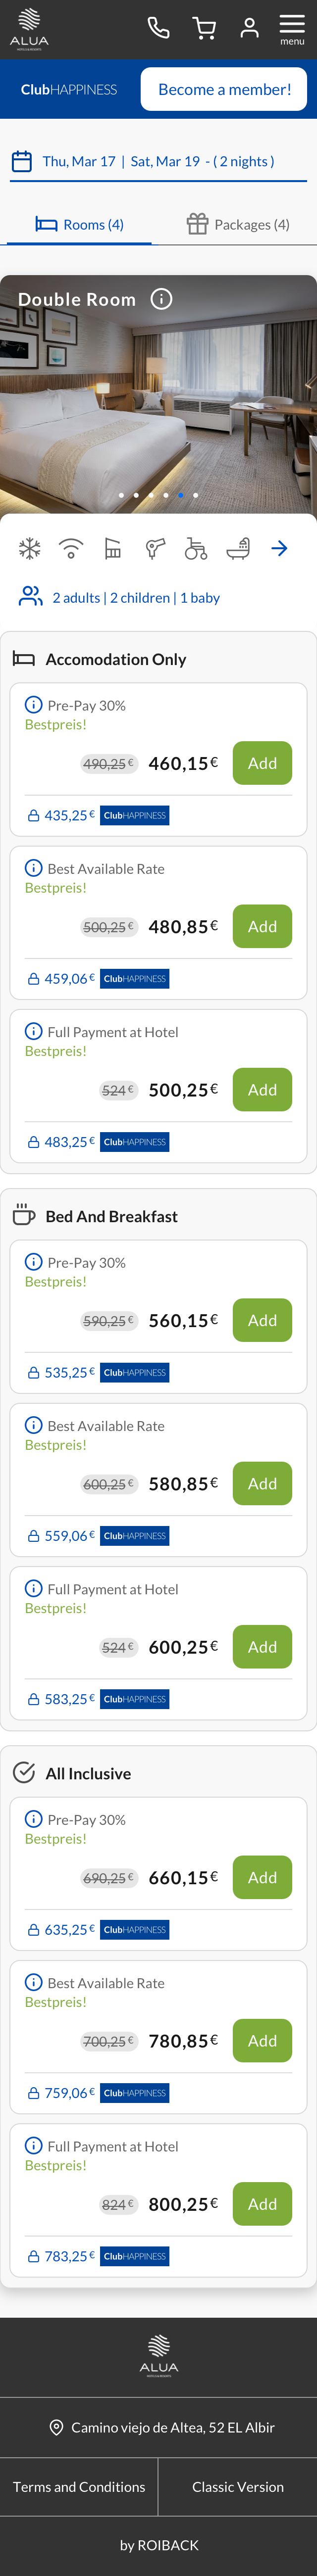 ALUA
menu
ClubHAPPINESS
Become a member!
Thu, Mar 17 | Sat, Mar 19 - ( 2 nights )
Rooms (4)
Packages (4)
Double Room
2 adults | 2 children | 1 baby
Accomodation Only
Pre-Pay 30%
Bestpreis!
490,25 € 460,15€ Add
435,25 € ClubHAPPINESS
Best Available Rate
Bestpreis!
500,25 € 480,85€ Add
459,06 € ClubHAPPINESS
Full Payment at Hotel
Bestpreis!
524 € 500,25€ Add
483,25 € ClubHAPPINESS
Bed And Breakfast
Pre-Pay 30%
Bestpreis!
590,25 € 560,15€ Add
535,25 € ClubHAPPINESS
Best Available Rate
Bestpreis!
600,25 € 580,85€ Add
559,06 € ClubHAPPINESS
Full Payment at Hotel
Bestpreis!
524 € 600,25€ Add
583,25 € ClubHAPPINESS
All Inclusive
Pre-Pay 30%
Bestpreis!
690,25 € 660,15€ Add
635,25 € ClubHAPPINESS
Best Available Rate
Bestpreis!
700,25 € 780,85€ Add
759,06 € ClubHAPPINESS
Full Payment at Hotel
Bestpreis!
824 € 800,25€ Add
783,25 € ClubHAPPINESS
ALUA
Camino viejo de Altea, 52 EL Albir
Terms and Conditions
Classic Version
by ROIBACK